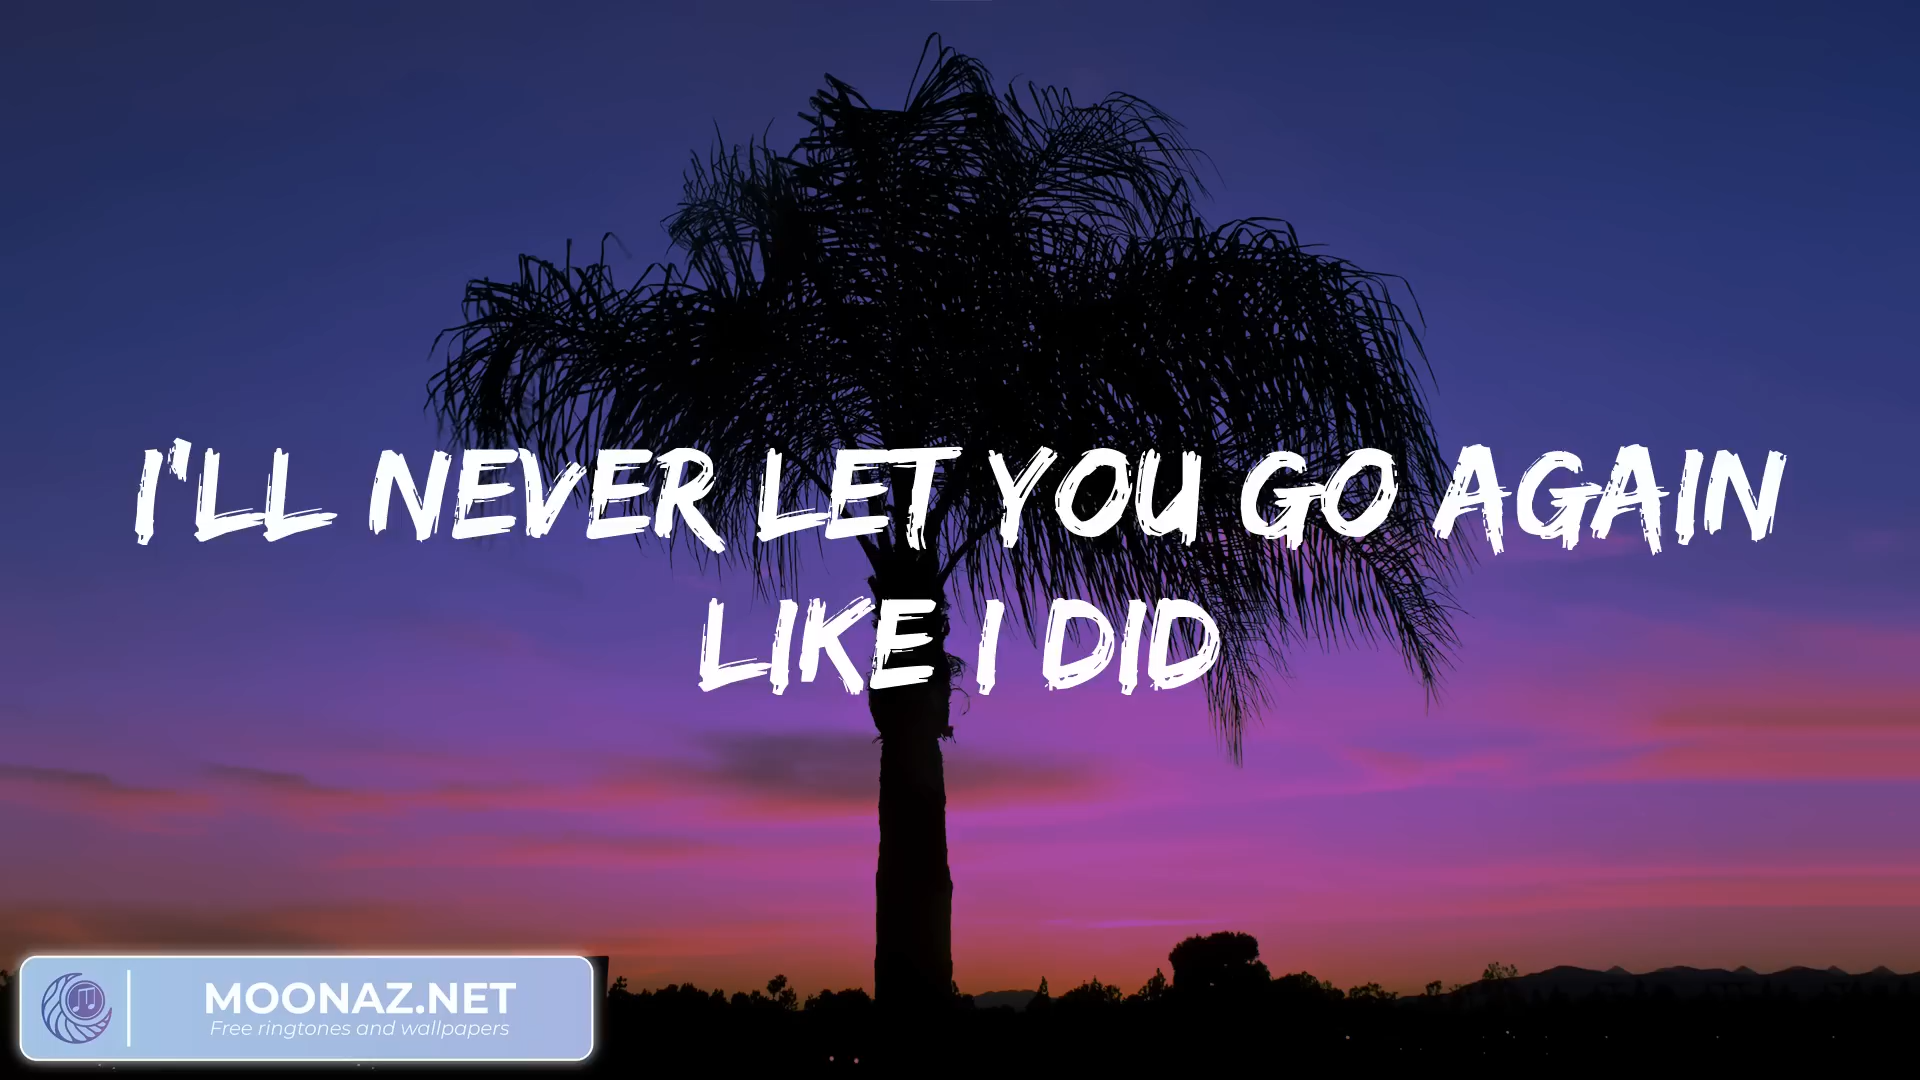 I'LL NEVER LET YOU GO AGAIN
LIKE I DID
MOONAZ.NET
Free ringtones and wallpapers